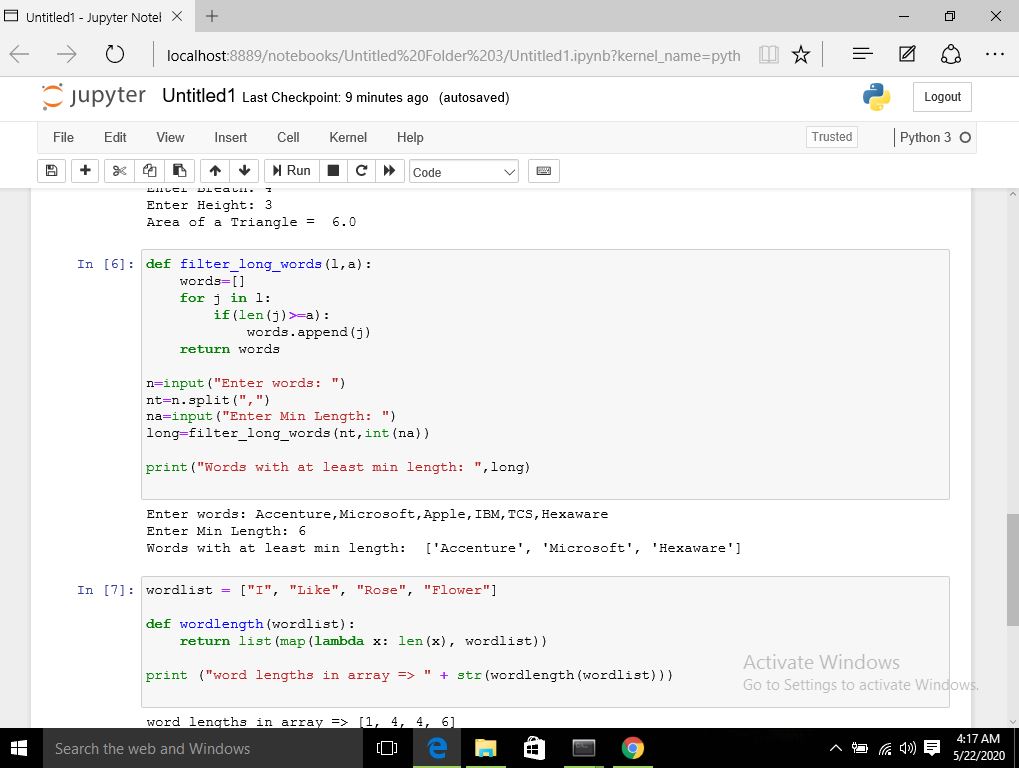 Untitled1 - Jupyter Notel
localhost:8889/notebooks/Untitled%20Folder%203/Untitled1.ipynb?kernel_name=pyth
jupyter Untitled1 Last Checkpoint: 9 minutes ago (autosaved)
Logout
File Edit View Insert Cell Kernel Help
Trusted
Python 3
Run
Code
Enter Breath: 4
Enter Height: 3
Area of a Triangle =  6.0
In [6]: def filter_long_words(l,a):
    words=[]
    for j in l:
        if(len(j)>=a):
            words.append(j)
    return words
n=input("Enter words: ")
nt=n.split(",")
na=input("Enter Min Length: ")
long=filter_long_words(nt,int(na))
print("Words with at least min length: ",long)
Enter words: Accenture,Microsoft,Apple,IBM,TCS,Hexaware
Enter Min Length: 6
Words with at least min length:  ['Accenture', 'Microsoft', 'Hexaware']
In [7]: wordlist = ["I", "Like", "Rose", "Flower"]
def wordlength(wordlist):
    return list(map(lambda x: len(x), wordlist))
print ("word lengths in array => " + str(wordlength(wordlist)))
word lengths in array => [1, 4, 4, 6]
Activate Windows
Go to Settings to activate Windows.
Search the web and Windows
4:17 AM
5/22/2020